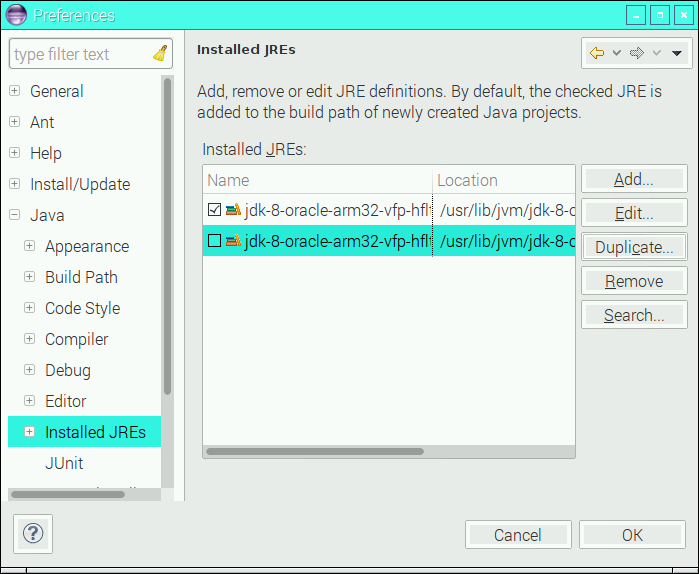 Preferences
type filter text
General
Ant
Help
Install/Update
Java
Appearance
Build Path
Code Style
Compiler
Debug
Editor
Installed JREs
JUnit
Installed JREs
Add, remove or edit JRE definitions. By default, the checked JRE is
added to the build path of newly created Java projects.
Installed JREs:
Name Location
jdk-8-oracle-arm32-vfp-hfl /usr/lib/jvm/jdk-8-o
jdk-8-oracle-arm32-vfp-hfl /usr/lib/jvm/jdk-8-o
Add...
Edit...
Duplicate...
Remove
Search...
?
Cancel
OK